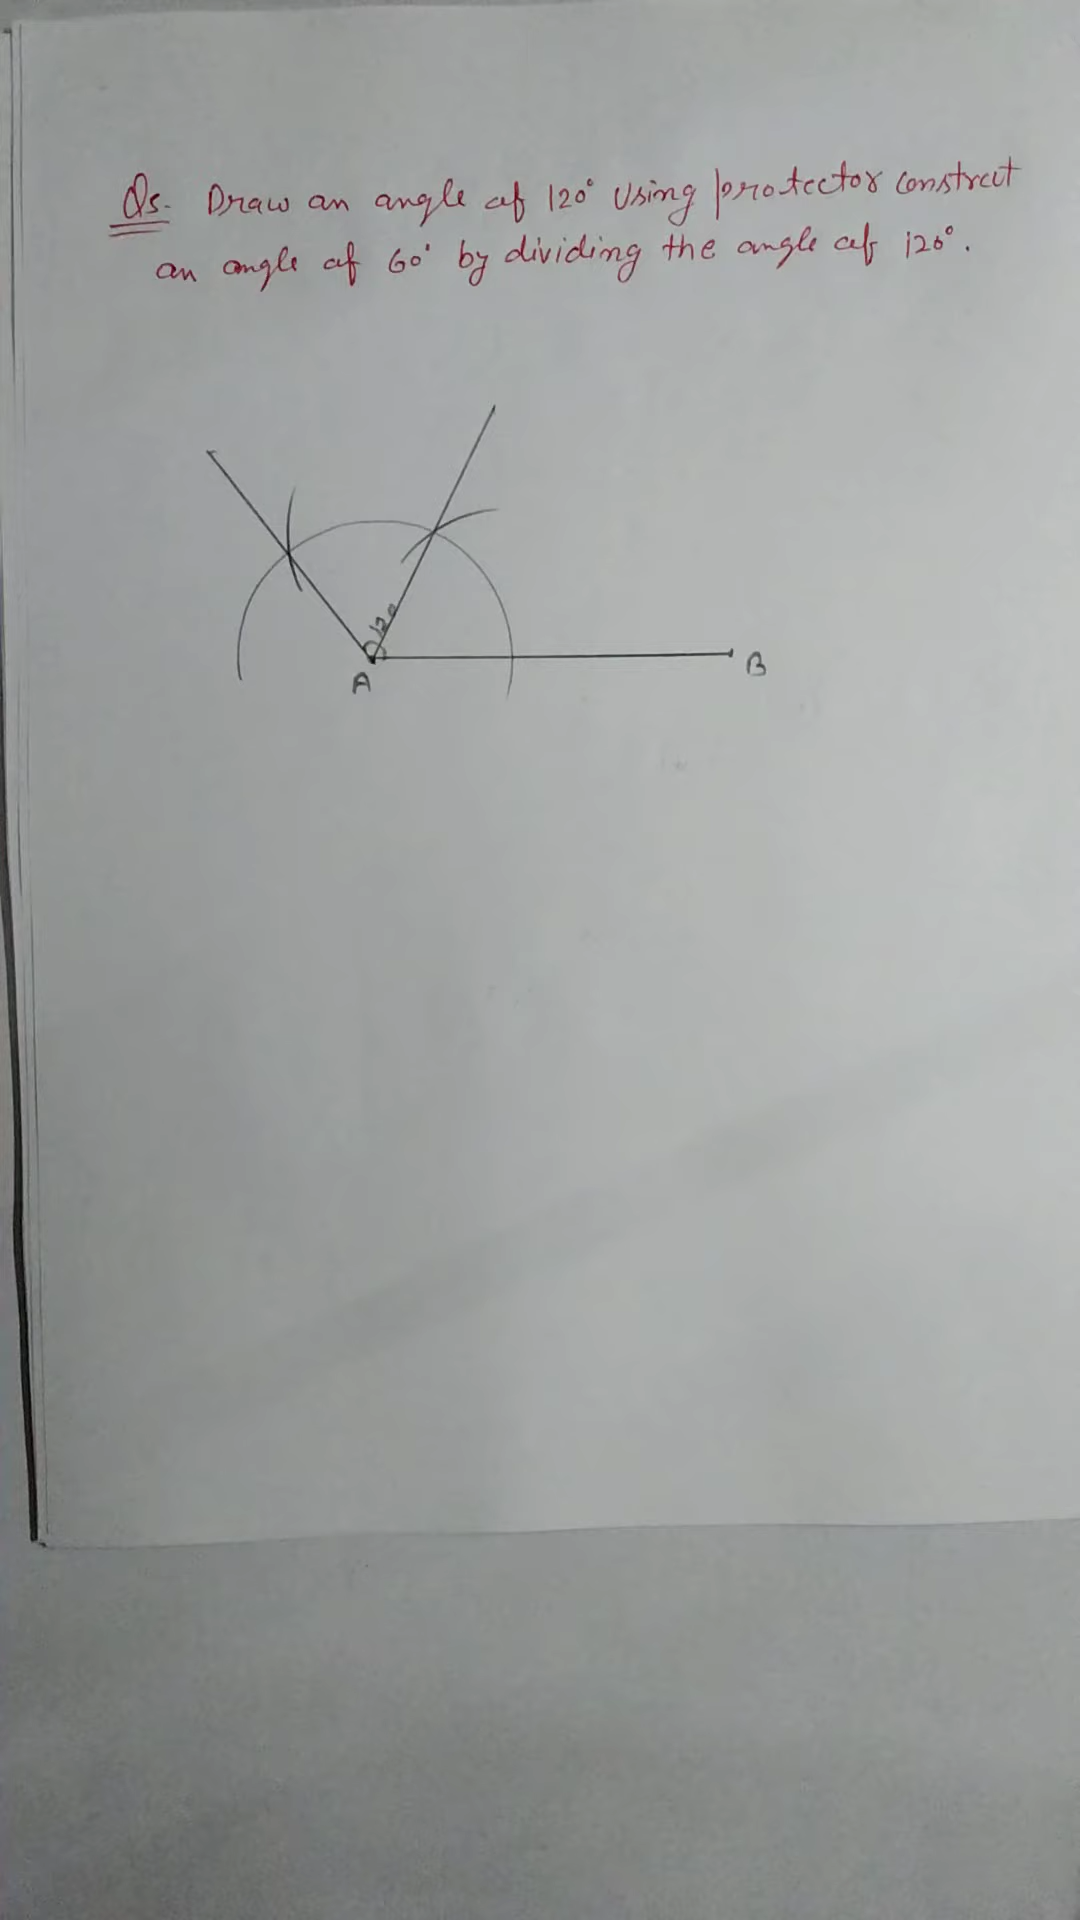 Qs. Draw an angle of 120° Using protector construct
an angle of 60° by dividing the angle of 120°.
120
A
B